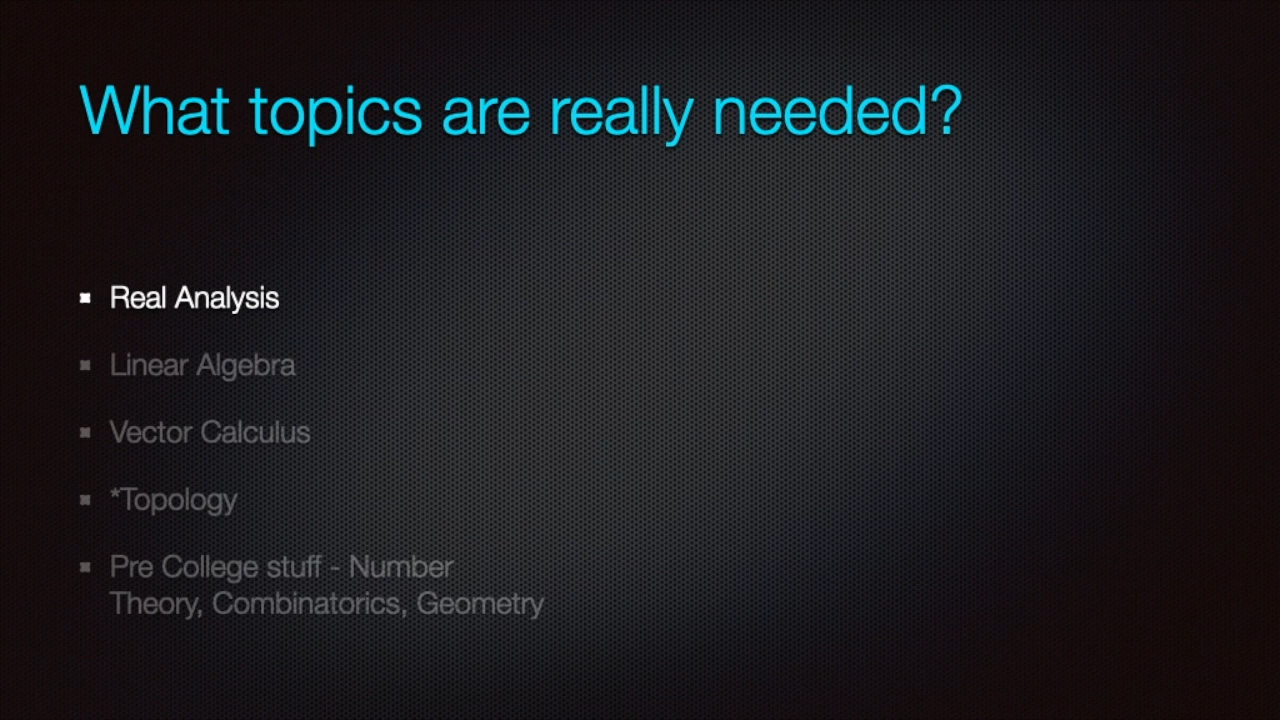 What topics are really needed?
Real Analysis
Linear Algebra
Vector Calculus
*Topology
Pre College stuff - Number
Theory, Combinatorics, Geometry